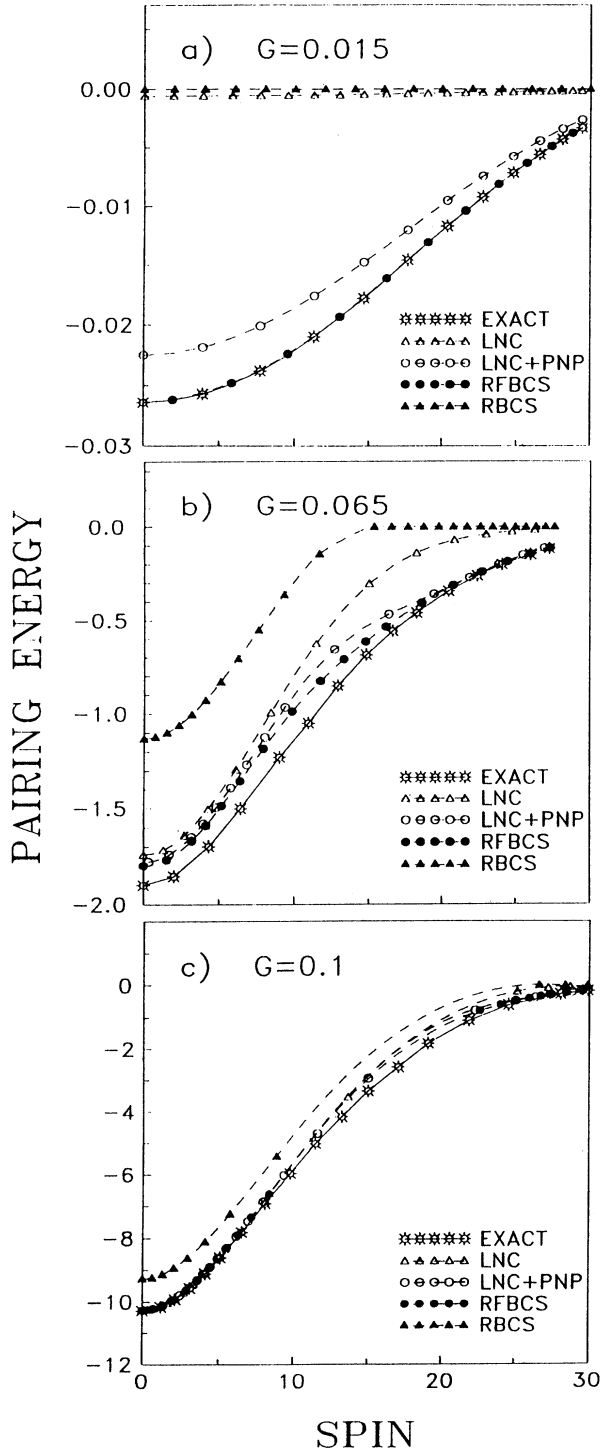 a) G=0.015
0.00
−0.01
−0.02
−0.03
EXACT
LNC
LNC+PNP
RFBCS
RBCS
PAIRING ENERGY
b) G=0.065
0.0
−0.5
−1.0
−1.5
−2.0
EXACT
LNC
LNC+PNP
RFBCS
RBCS
c) G=0.1
0
−2
−4
−6
−8
−10
−12
EXACT
LNC
LNC+PNP
RFBCS
RBCS
0 10 20 30
SPIN